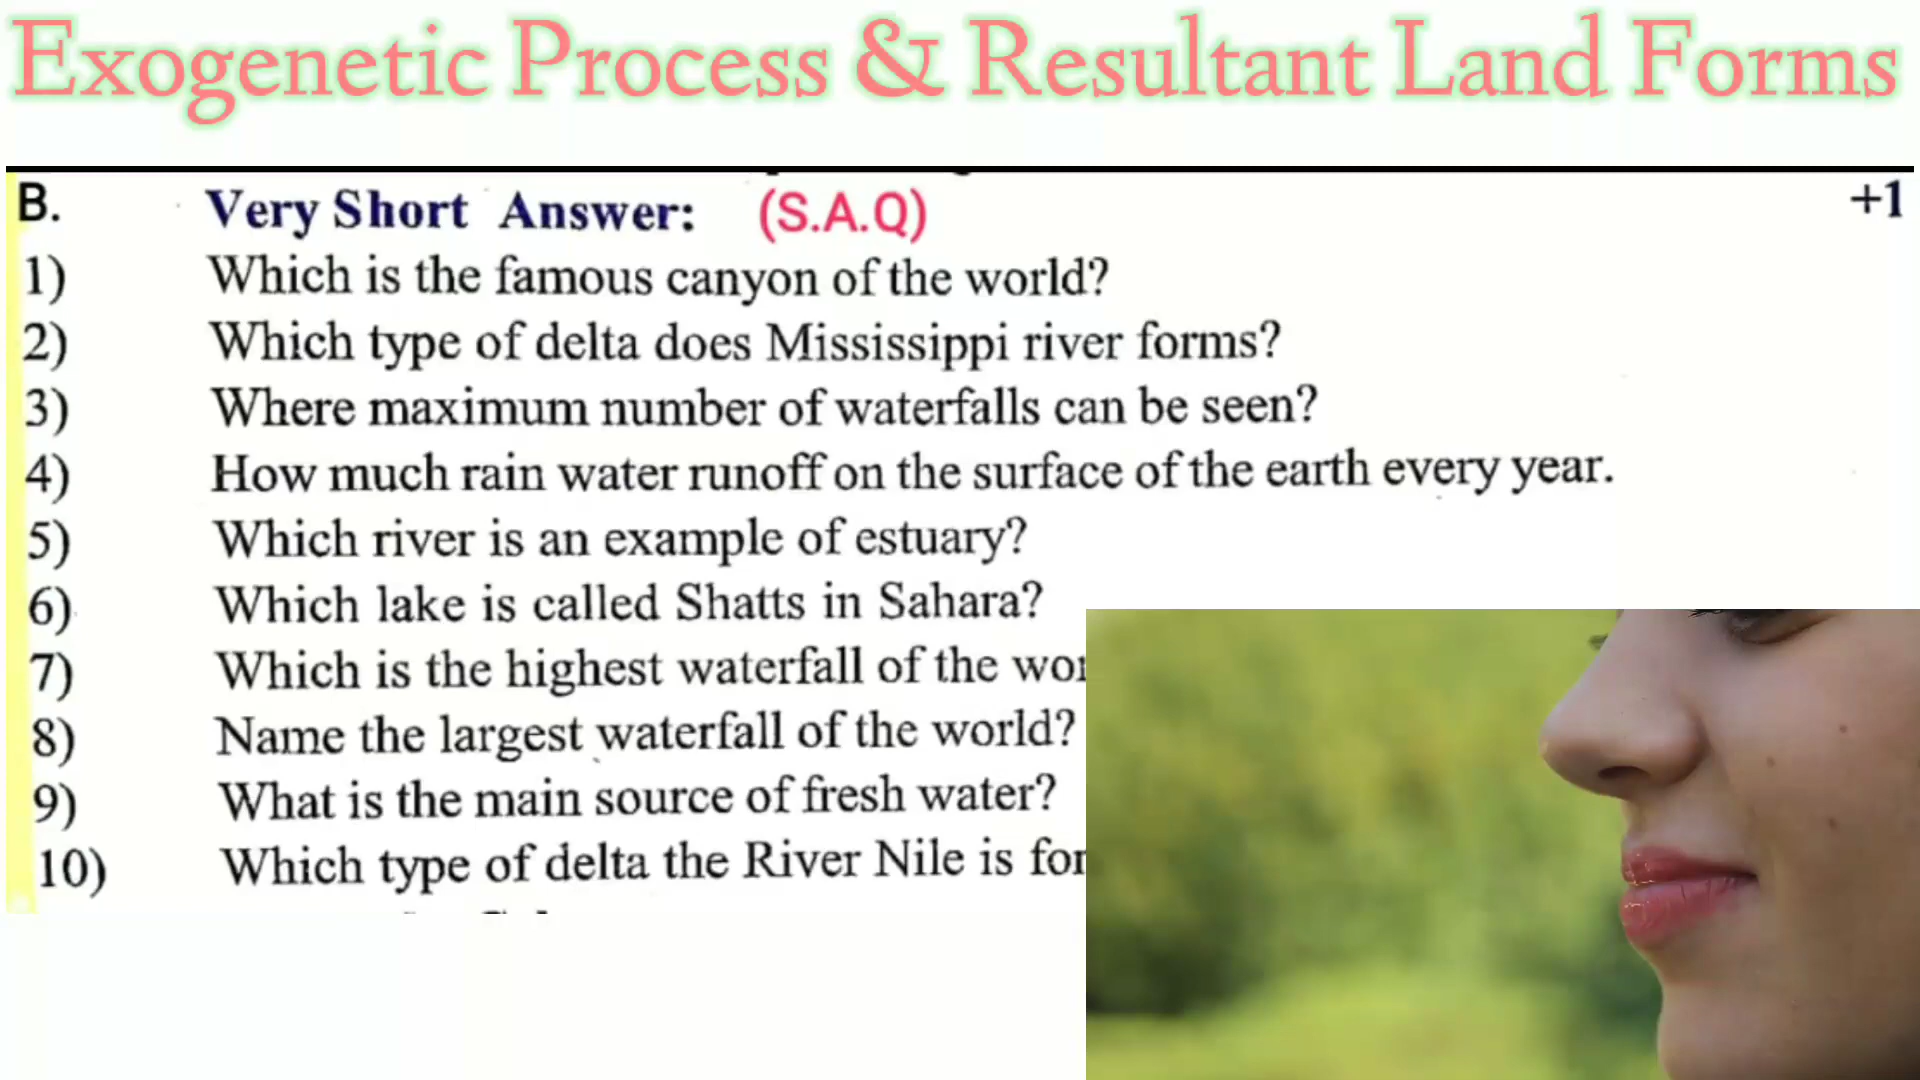 Exogenetic Process & Resultant Land Forms
B. Very Short Answer: (S.A.Q) +1
1) Which is the famous canyon of the world?
2) Which type of delta does Mississippi river forms?
3) Where maximum number of waterfalls can be seen?
4) How much rain water runoff on the surface of the earth every year.
5) Which river is an example of estuary?
6) Which lake is called Shatts in Sahara?
7) Which is the highest waterfall of the
8) Name the largest waterfall of the world?
9) What is the main source of fresh water?
10) Which type of delta the River Nile is